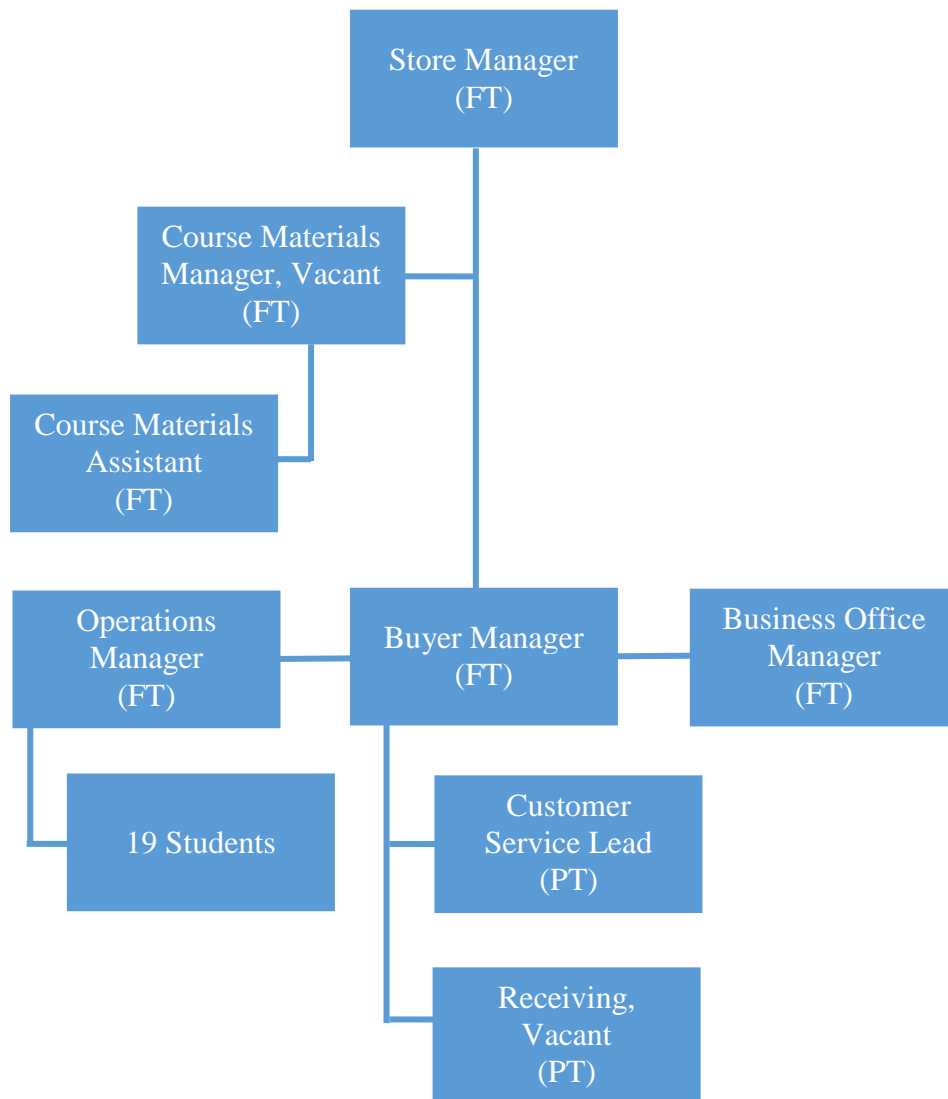 Store Manager
(FT)
Course Materials
Manager, Vacant
(FT)
Course Materials
Assistant
(FT)
Operations
Manager
(FT)
Buyer Manager
(FT)
Business Office
Manager
(FT)
19 Students
Customer
Service Lead
(PT)
Receiving,
Vacant
(PT)